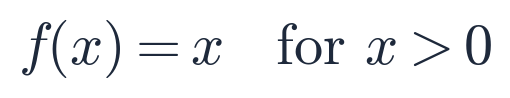 f(x) = x for x > 0